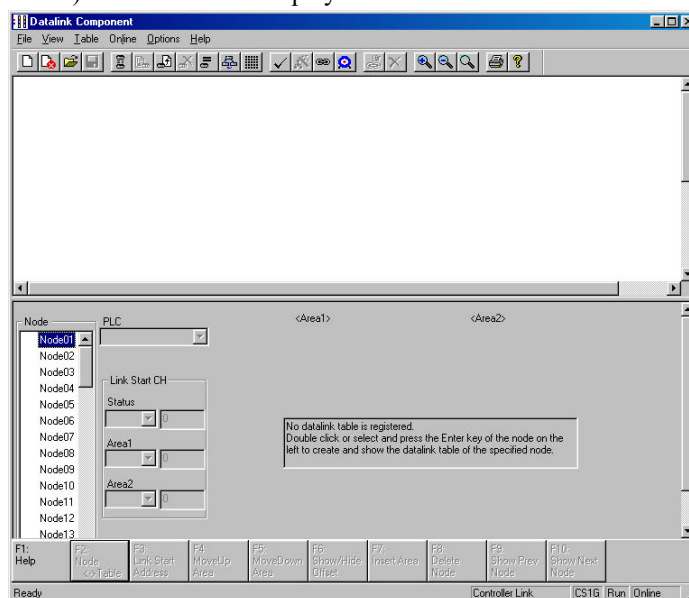 Datalink Component
File View Table Online Options Help
Node PLC <Area1> <Area2>
Node01
Node02
Node03
Node04
Node05
Node06
Node07
Node08
Node09
Node10
Node11
Node12
Node13
Link Start CH
Status
0
Area1
0
Area2
0
No datalink table is registered.
Double click or select and press the Enter key of the node on the
left to create and show the datalink table of the specified node.
F1:
Help
F2:
Node
<->Table
F3:
Link Start
Address
F4:
MoveUp
Area
F5:
MoveDown
Area
F6:
Show/Hide
Offset
F7:
Insert Area
F8:
Delete
Node
F9:
Show Prev
Node
F10:
Show Next
Node
Ready Controller Link CS1G Run Online